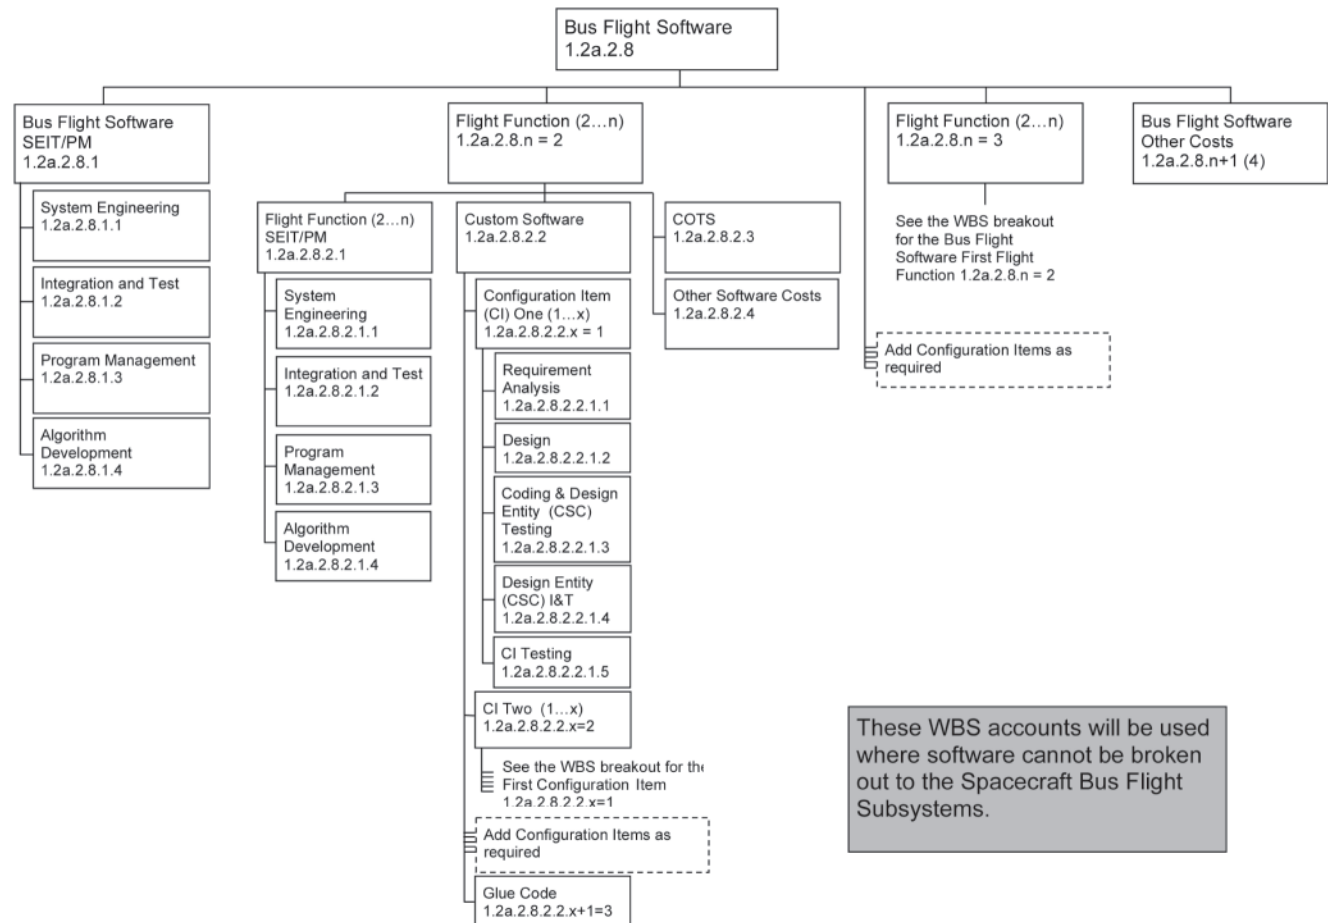 Bus Flight Software
1.2a.2.8
Bus Flight Software
SEIT/PM
1.2a.2.8.1
System Engineering
1.2a.2.8.1.1
Integration and Test
1.2a.2.8.1.2
Program Management
1.2a.2.8.1.3
Algorithm
Development
1.2a.2.8.1.4
Flight Function (2...n)
1.2a.2.8.n = 2
Flight Function (2...n)
SEIT/PM
1.2a.2.8.2.1
System
Engineering
1.2a.2.8.2.1.1
Integration and Test
1.2a.2.8.2.1.2
Program
Management
1.2a.2.8.2.1.3
Algorithm
Development
1.2a.2.8.2.1.4
Custom Software
1.2a.2.8.2.2
Configuration Item
(CI) One (1...x)
1.2a.2.8.2.2.x = 1
Requirement
Analysis
1.2a.2.8.2.2.1.1
Design
1.2a.2.8.2.2.1.2
Coding & Design
Entity (CSC)
Testing
1.2a.2.8.2.2.1.3
Design Entity
(CSC) I&T
1.2a.2.8.2.2.1.4
CI Testing
1.2a.2.8.2.2.1.5
CI Two (1...x)
1.2a.2.8.2.2.x=2
See the WBS breakout for the
First Configuration Item
1.2a.2.8.2.2.x=1
Add Configuration Items as
required
Glue Code
1.2a.2.8.2.2.x+1=3
COTS
1.2a.2.8.2.3
Other Software Costs
1.2a.2.8.2.4
Add Configuration Items as
required
Flight Function (2...n)
1.2a.2.8.n = 3
See the WBS breakout
for the Bus Flight
Software First Flight
Function 1.2a.2.8.n = 2
Bus Flight Software
Other Costs
1.2a.2.8.n+1 (4)
These WBS accounts will be used
where software cannot be broken
out to the Spacecraft Bus Flight
Subsystems.